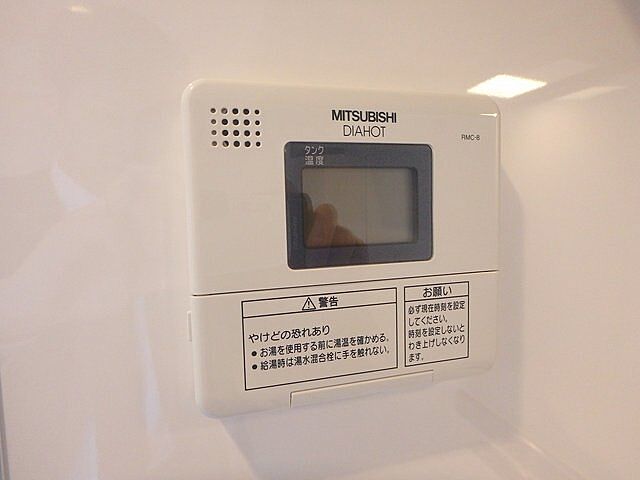 MITSUBISHI
DIAHOT
RMC-8
タンク
温度
⚠警告
やけどの恐れあり
●お湯を使用する前に湯温を確かめる。
●給湯時は湯水混合栓に手を触れない。
お願い
必ず現在時刻を設定
してください。
時刻を設定しないと
わき上げしなくなり
ます。